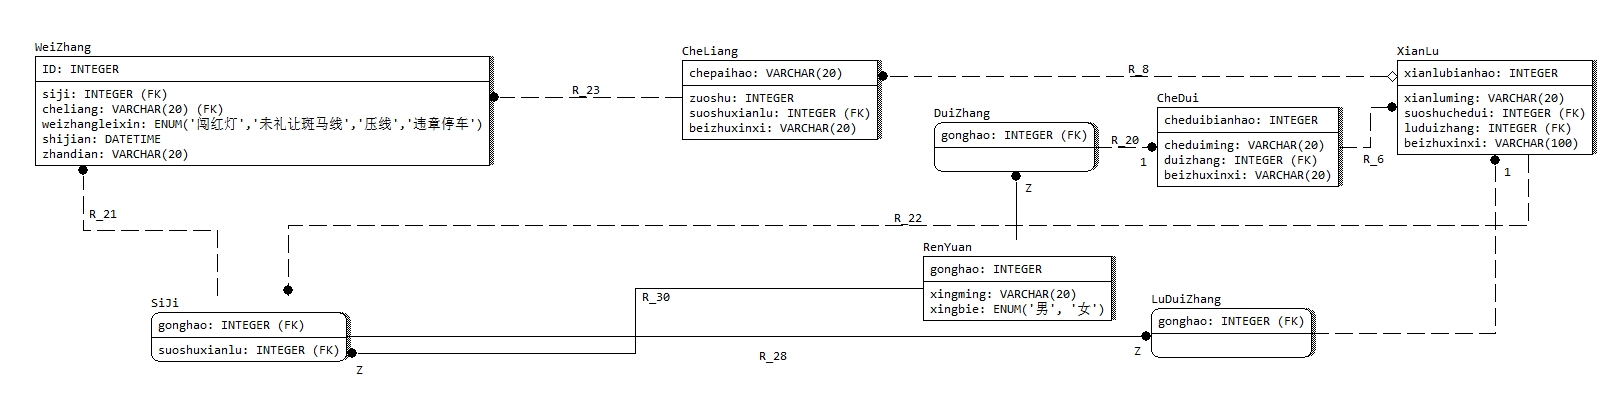 WeiZhang
ID: INTEGER
siji: INTEGER (FK)
cheliang: VARCHAR(20) (FK)
weizhangleixin: ENUM('闯红灯','未礼让斑马线','压线','违章停车')
shijian: DATETIME
zhandian: VARCHAR(20)
R_23
CheLiang
chepaihao: VARCHAR(20)
zuoshu: INTEGER
suoshuxianlu: INTEGER (FK)
beizhuxinxi: VARCHAR(20)
R_8
XianLu
xianlubianhao: INTEGER
xianluming: VARCHAR(20)
suoshuchedui: INTEGER (FK)
luduizhang: INTEGER (FK)
beizhuxinxi: VARCHAR(100)
DuiZhang
gonghao: INTEGER (FK)
R_20
1
CheDui
cheduibianhao: INTEGER
cheduiming: VARCHAR(20)
duizhang: INTEGER (FK)
beizhuxinxi: VARCHAR(20)
R_6
1
Z
R_21
R_22
RenYuan
gonghao: INTEGER
xingming: VARCHAR(20)
xingbie: ENUM('男', '女')
R_30
SiJi
gonghao: INTEGER (FK)
suoshuxianlu: INTEGER (FK)
Z
R_28
LuDuiZhang
gonghao: INTEGER (FK)
Z